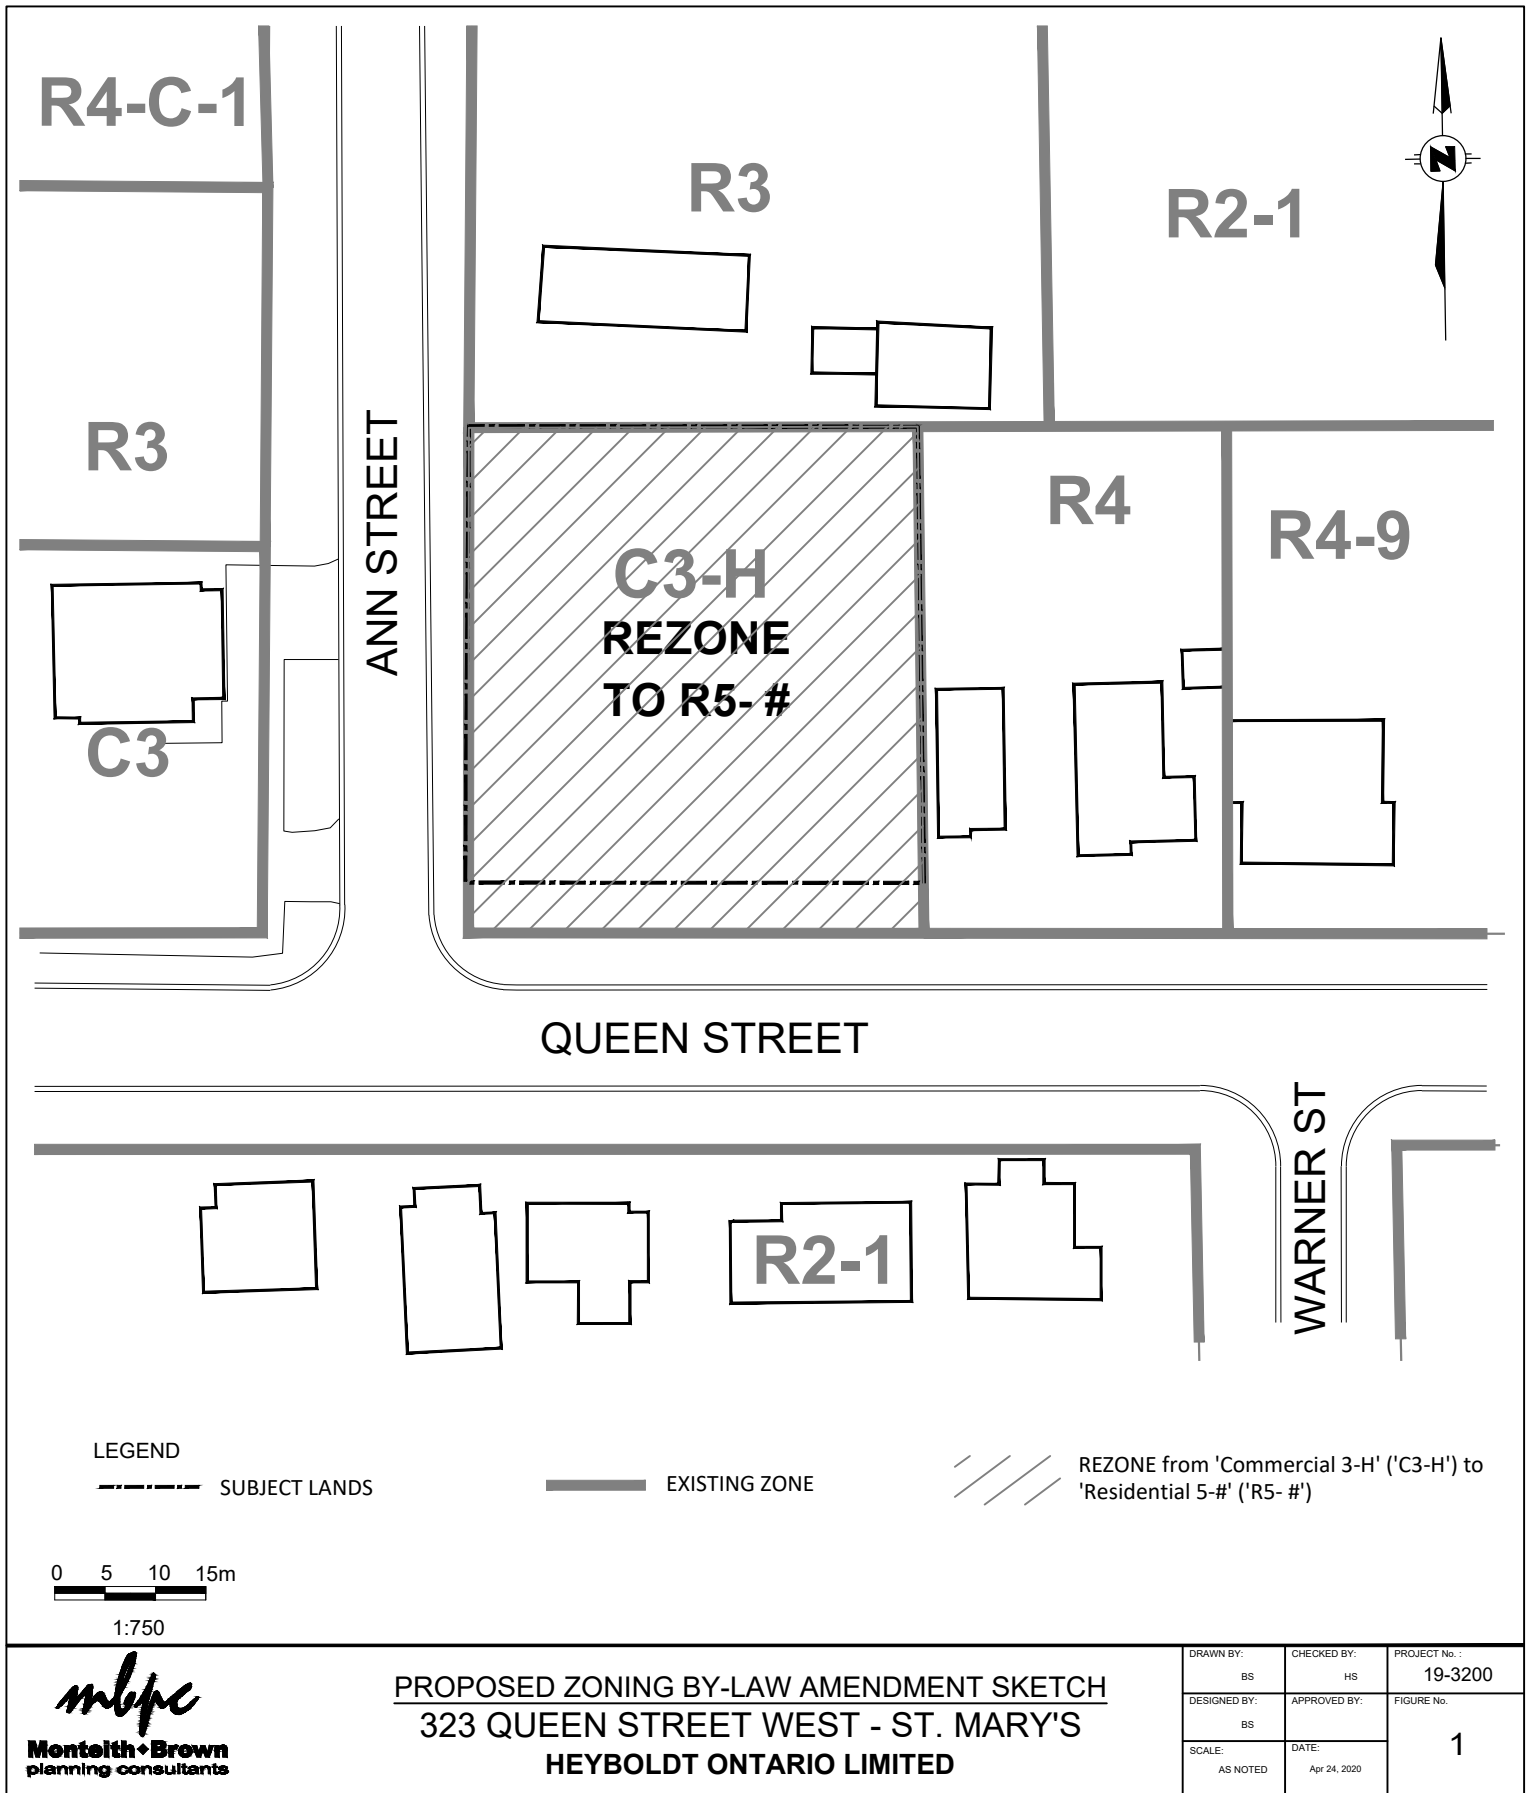 R4-C-1
R3
R2-1
N
R3
ANN STREET
R4
R4-9
C3-H
REZONE
TO R5- #
C3
QUEEN STREET
WARNER ST
R2-1
LEGEND
SUBJECT LANDS
EXISTING ZONE
REZONE from 'Commercial 3-H' ('C3-H') to
'Residential 5-#' ('R5- #')
0 5 10 15m
1:750
mbpc
Monteith Brown
planning consultants
PROPOSED ZONING BY-LAW AMENDMENT SKETCH
323 QUEEN STREET WEST - ST. MARY'S
HEYBOLDT ONTARIO LIMITED
DRAWN BY:
BS
CHECKED BY:
HS
PROJECT No. :
19-3200
DESIGNED BY:
BS
APPROVED BY:
FIGURE No.
1
SCALE:
AS NOTED
DATE:
Apr 24, 2020